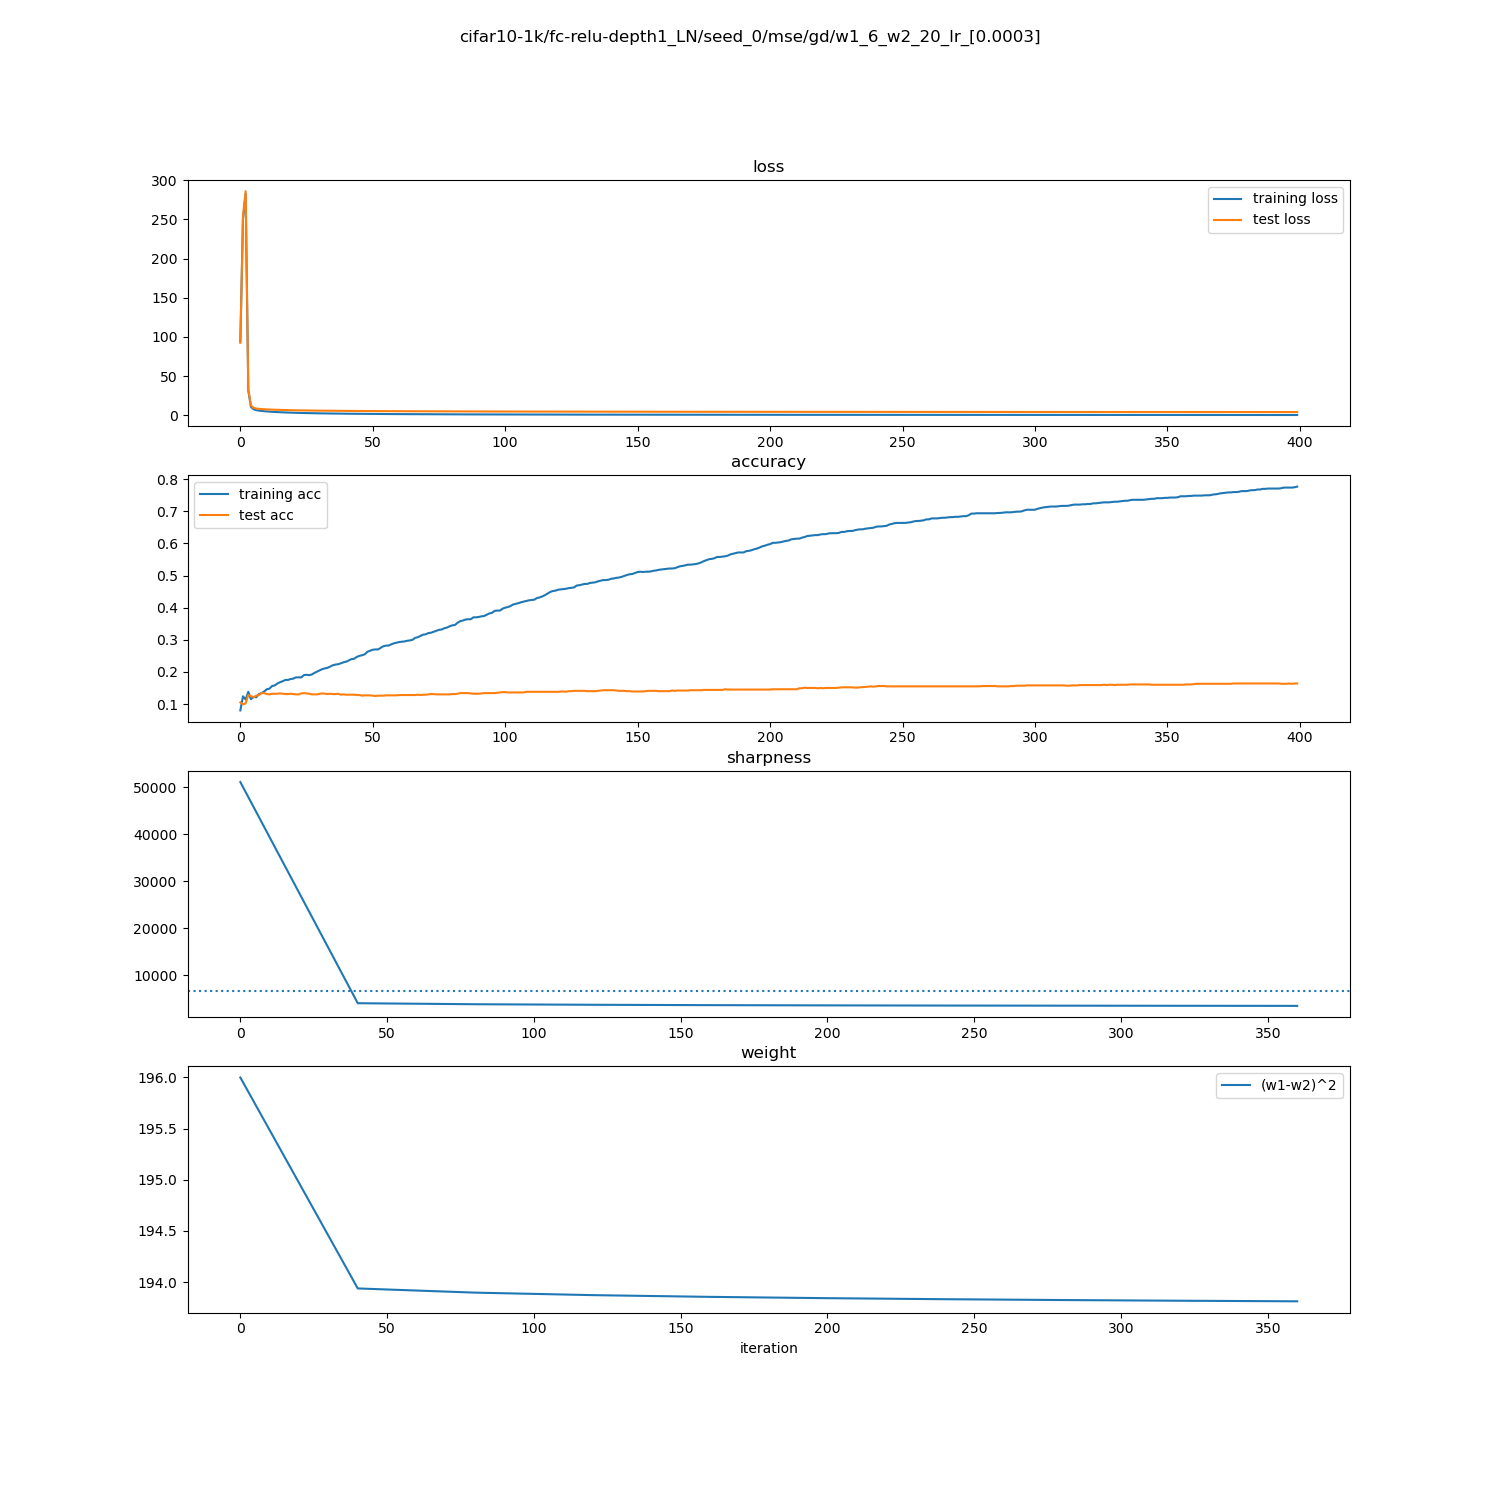 cifar10-1k/fc-relu-depth1_LN/seed_0/mse/gd/w1_6_w2_20_lr_[0.0003]
loss
300
250
200
150
100
50
0
training loss
test loss
0 50 100 150 200 250 300 350 400
accuracy
0.8
0.7
0.6
0.5
0.4
0.3
0.2
0.1
training acc
test acc
0 50 100 150 200 250 300 350 400
sharpness
50000
40000
30000
20000
10000
0 50 100 150 200 250 300 350
weight
196.0
195.5
195.0
194.5
194.0
(w1-w2)^2
0 50 100 150 200 250 300 350
iteration